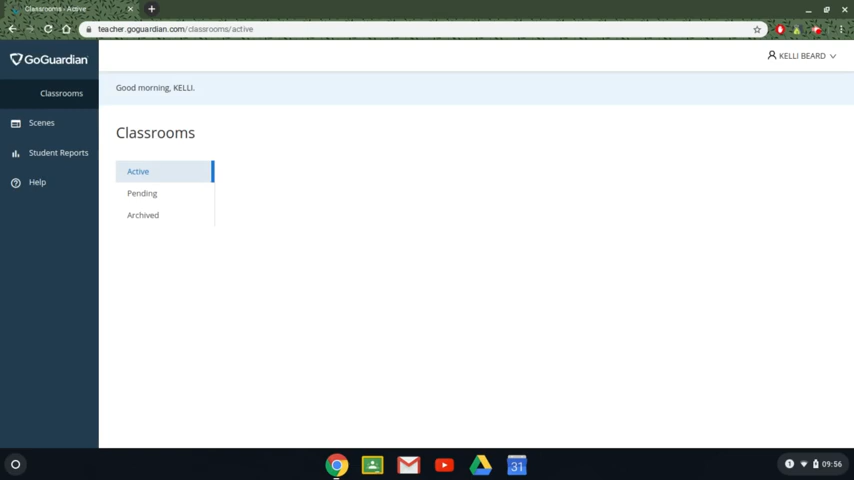 Classrooms - Active
teacher.goguardian.com/classrooms/active
GoGuardian
KELLI BEARD
Classrooms
Good morning, KELLI.
Scenes
Classrooms
Student Reports
Active
Help
Pending
Archived
31
1
09:56